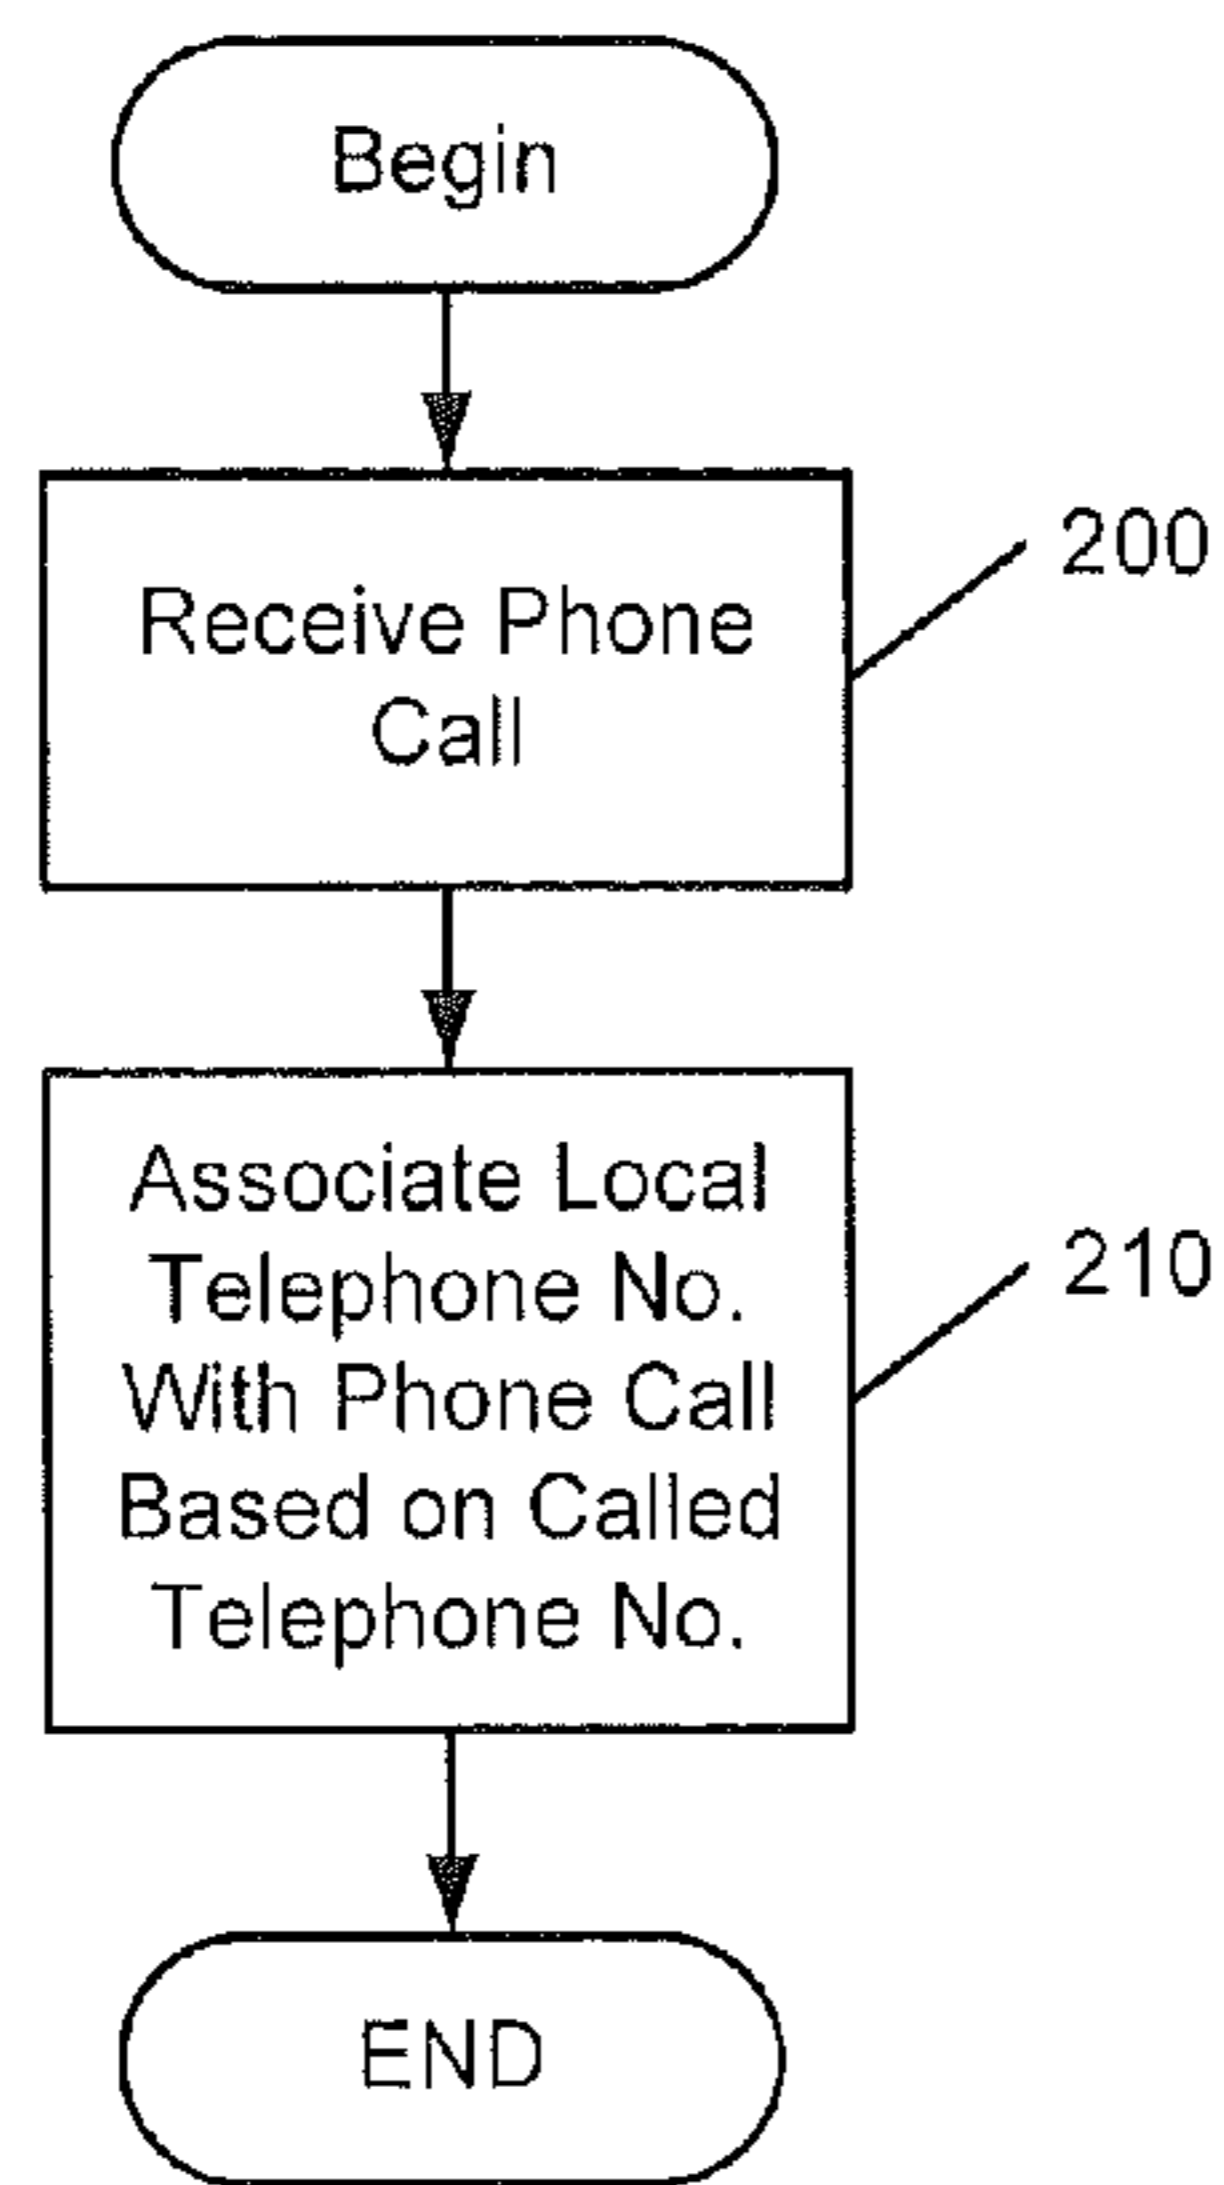 Begin
Receive Phone
Call
200
Associate Local
Telephone No.
With Phone Call
Based on Called
Telephone No.
210
END